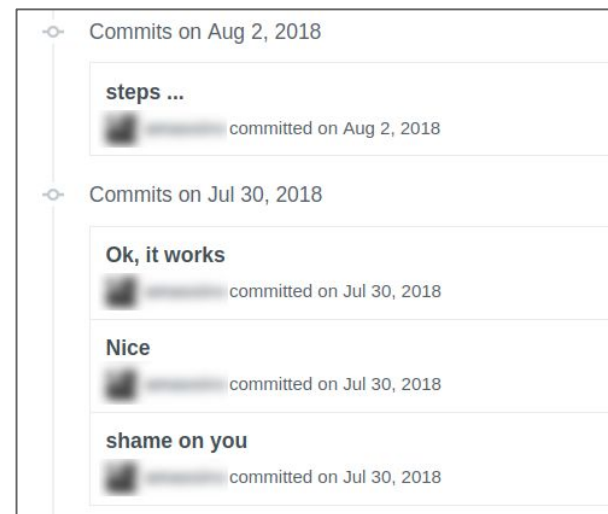 Commits on Aug 2, 2018
steps ...
committed on Aug 2, 2018
Commits on Jul 30, 2018
Ok, it works
committed on Jul 30, 2018
Nice
committed on Jul 30, 2018
shame on you
committed on Jul 30, 2018